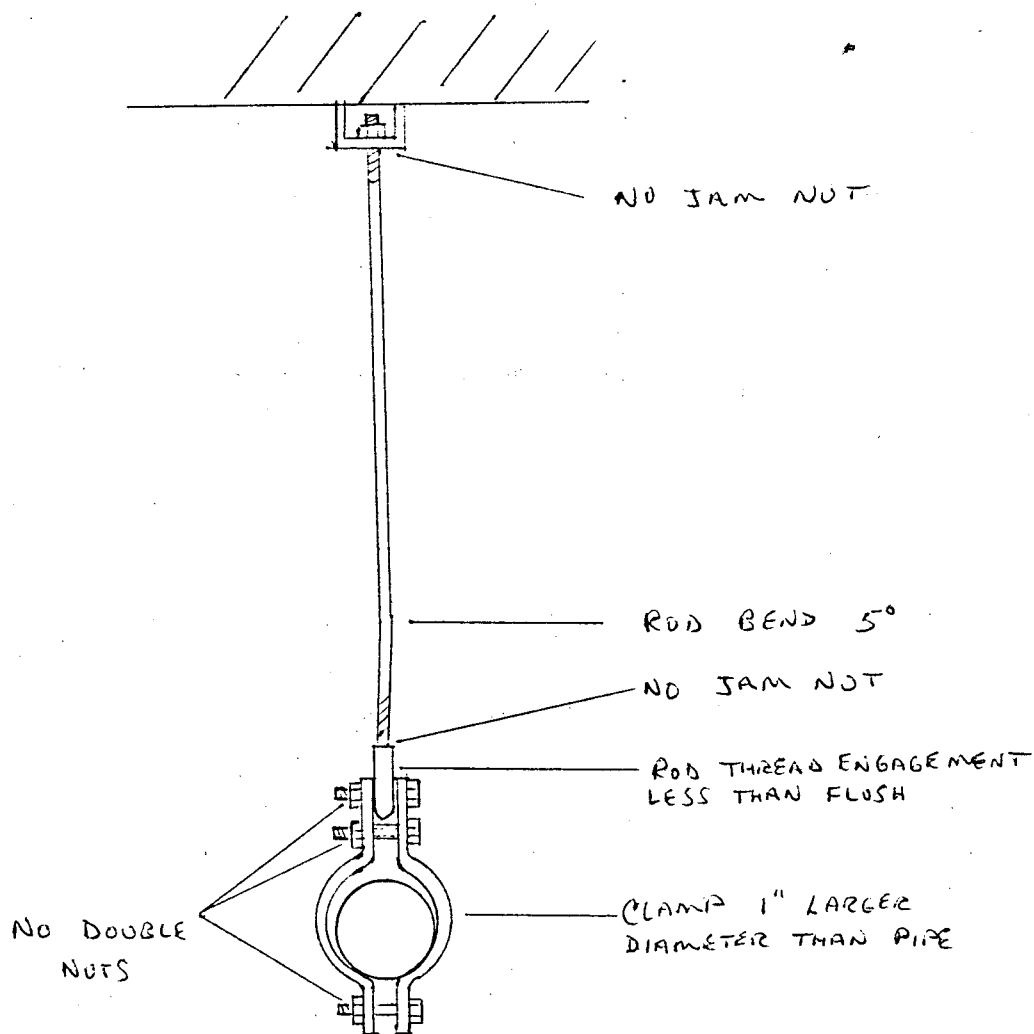 NO JAM NUT
ROD BEND 5°
NO JAM NUT
ROD THREAD ENGAGEMENT
LESS THAN FLUSH
CLAMP 1" LARGER
DIAMETER THAN PIPE
NO DOUBLE
NUTS